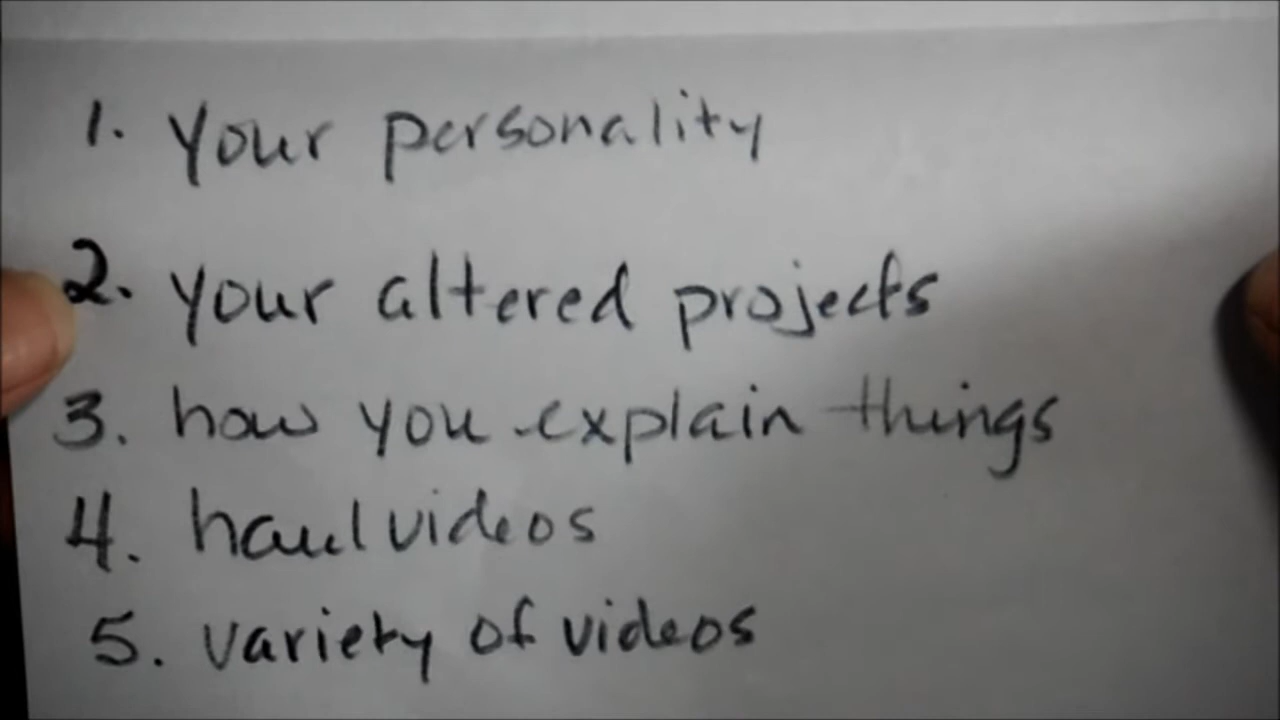 1. Your personality
2. your altered projects
3. how you explain things
4. haul videos
5. variety of videos